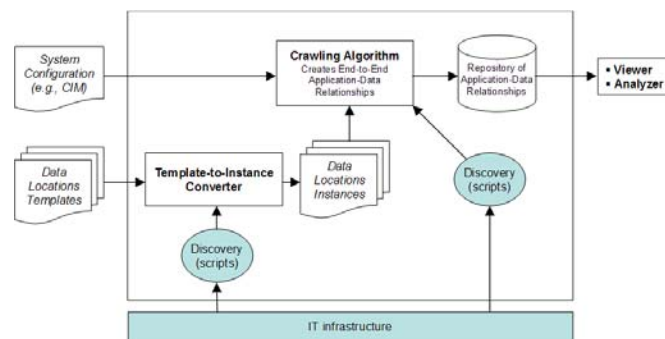 System
Configuration
(e.g., CIM)
Crawling Algorithm
Creates End-to-End
Application-Data
Relationships
Repository of
Application-Data
Relationships
• Viewer
• Analyzer
Data
Locations
Templates
Template-to-Instance
Converter
Data
Locations
Instances
Discovery
(scripts)
Discovery
(scripts)
IT infrastructure